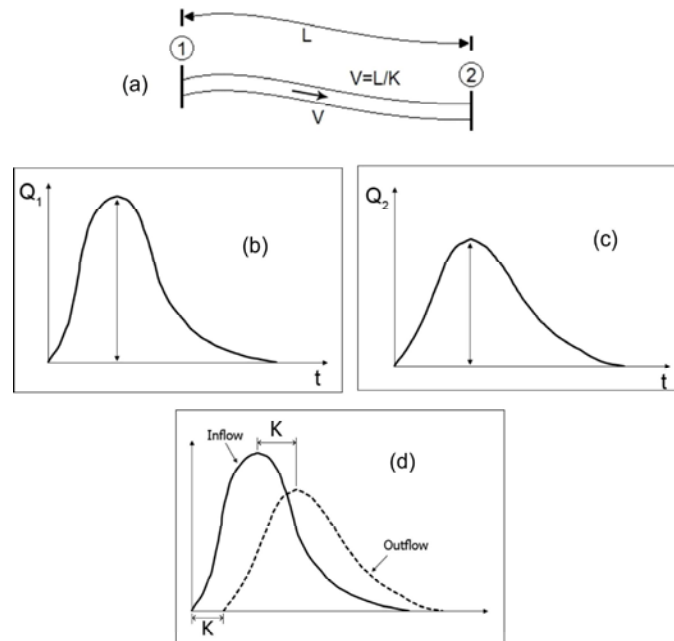 L
①
②
(a)
V=L/K
V
Q₁
(b)
t
Q₂
(c)
t
K
Inflow
(d)
Outflow
K